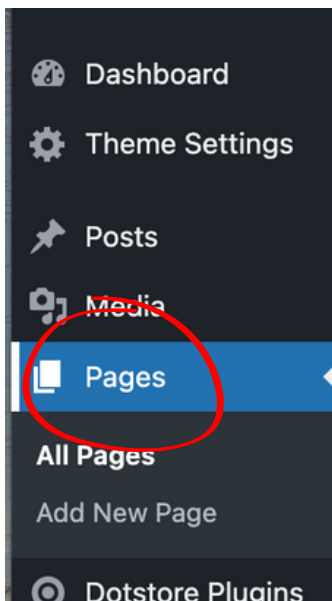 Dashboard
Theme Settings
Posts
Media
Pages
All Pages
Add New Page
Dotstore Plugins